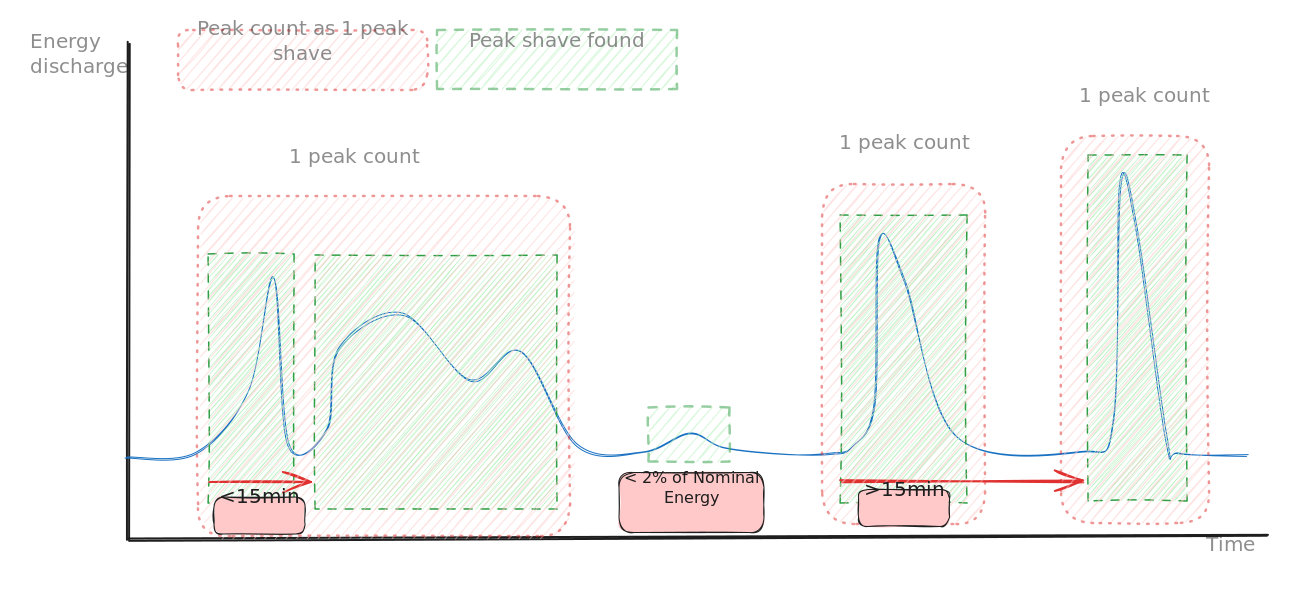 Energy
discharge
Peak count as 1 peak
shave
Peak shave found
1 peak count
1 peak count
1 peak count
<15min
< 2% of Nominal
Energy
>15min
Time